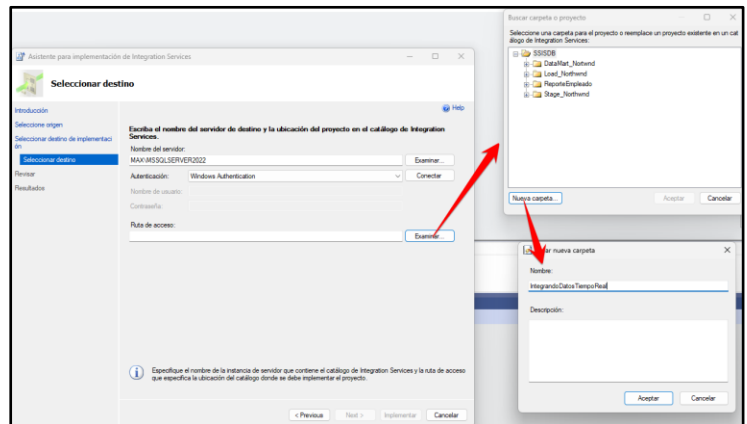 Asistente para implementación de Integration Services
Seleccionar destino
Introducción
Seleccione origen
Seleccionar destino de implementaci
ón
Seleccionar destino
Revisar
Resultados
Help
Escriba el nombre del servidor de destino y la ubicación del proyecto en el catálogo de Integration
Services.
Nombre del servidor:
MAX\MSSQLSERVER2022
Examinar...
Autenticación:
Windows Authentication
Conectar
Nombre de usuario:
Contraseña:
Ruta de acceso:
Examinar...
Especifique el nombre de la instancia de servidor que contiene el catálogo de Integration Services y la ruta de acceso
que especifica la ubicación del catálogo donde se debe implementar el proyecto.
< Previous
Next >
Implementar
Cancelar
Buscar carpeta o proyecto
Seleccione una carpeta para el proyecto o reemplace un proyecto existente en un cat
álogo de Integration Services:
SSISDB
DataMart_Nortwnd
Load_Northwnd
ReporteEmpleado
Stage_Northwnd
Nueva carpeta...
Aceptar
Cancelar
ar nueva carpeta
Nombre:
IntegrandoDatosTiempoReal
Descripción:
Aceptar
Cancelar